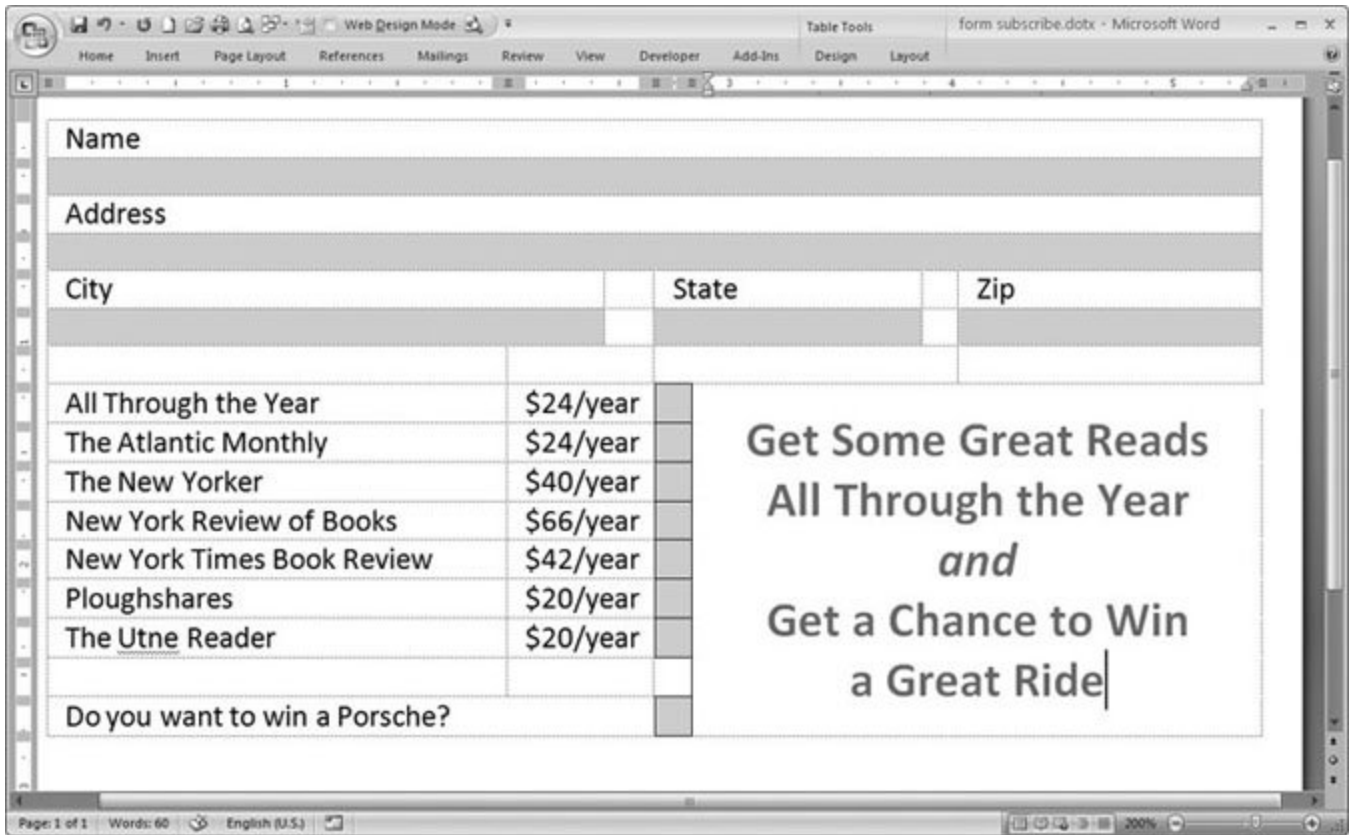 Web Design Mode
Table Tools
form subscribe.dotx - Microsoft Word
Home Insert Page Layout References Mailings Review View Developer Add-Ins Design Layout
1 3 4 5
Name
Address
City State Zip
All Through the Year $24/year
The Atlantic Monthly $24/year
The New Yorker $40/year
New York Review of Books $66/year
New York Times Book Review $42/year
Ploughshares $20/year
The Utne Reader $20/year
Do you want to win a Porsche?
Get Some Great Reads
All Through the Year
and
Get a Chance to Win
a Great Ride
Page: 1 of 1 Words: 60 English (U.S.) 200%